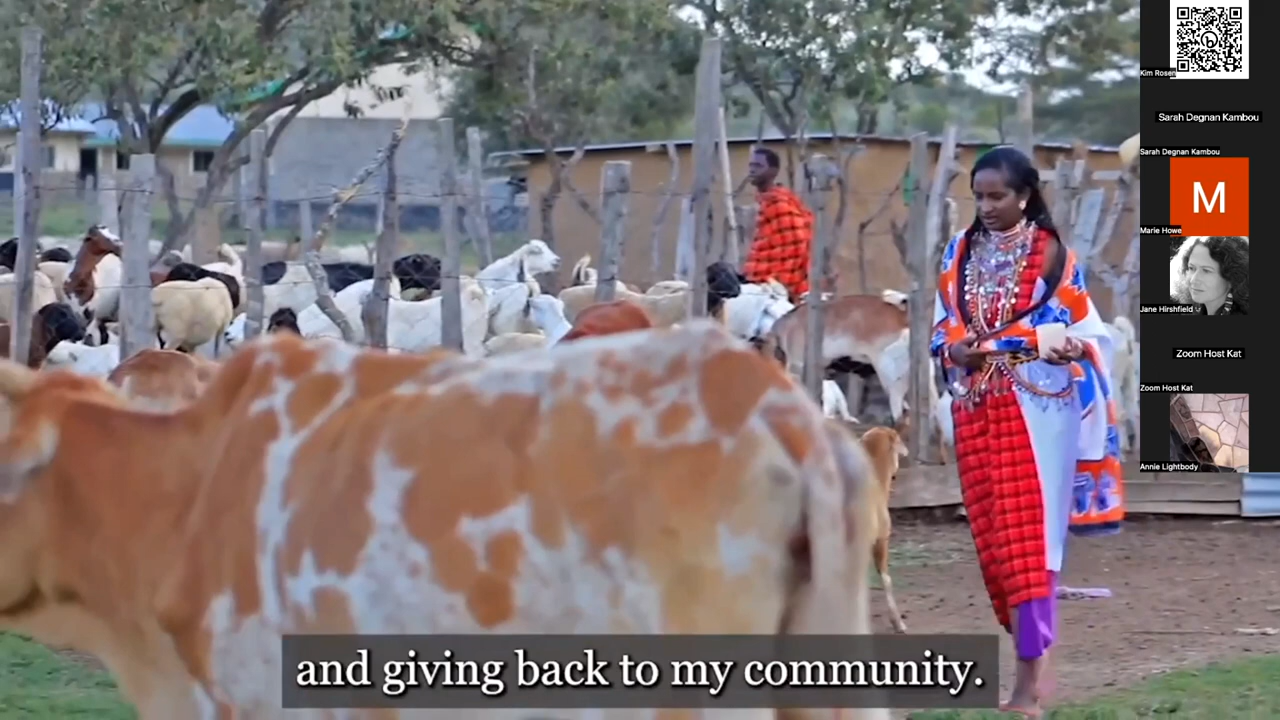 Kim Rosen
Sarah Degnan Kambou
Sarah Degnan Kambou
M
Marie Howe
Jane Hirshfield
Zoom Host Kat
Zoom Host Kat
Annie Lightbody
and giving back to my community.